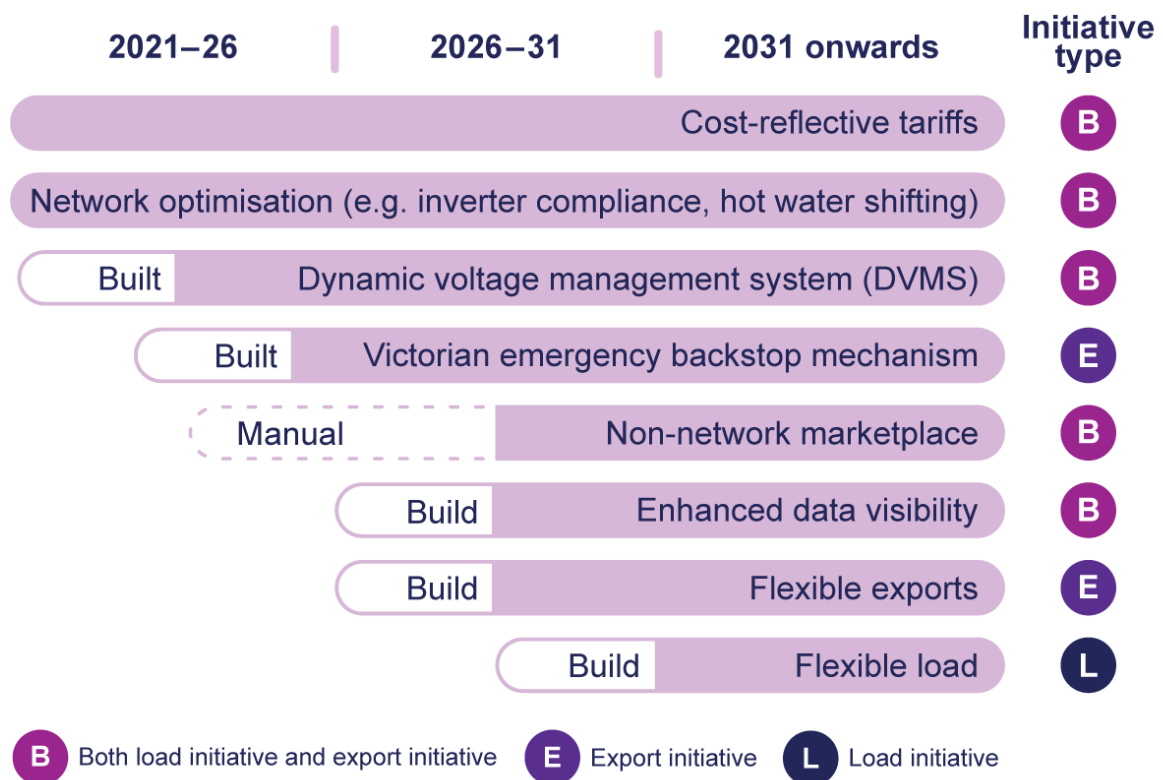 2021–26 2026–31 2031 onwards Initiative type
Cost-reflective tariffs B
Network optimisation (e.g. inverter compliance, hot water shifting) B
Built Dynamic voltage management system (DVMS) B
Built Victorian emergency backstop mechanism E
Manual Non-network marketplace B
Build Enhanced data visibility B
Build Flexible exports E
Build Flexible load L
B Both load initiative and export initiative E Export initiative L Load initiative